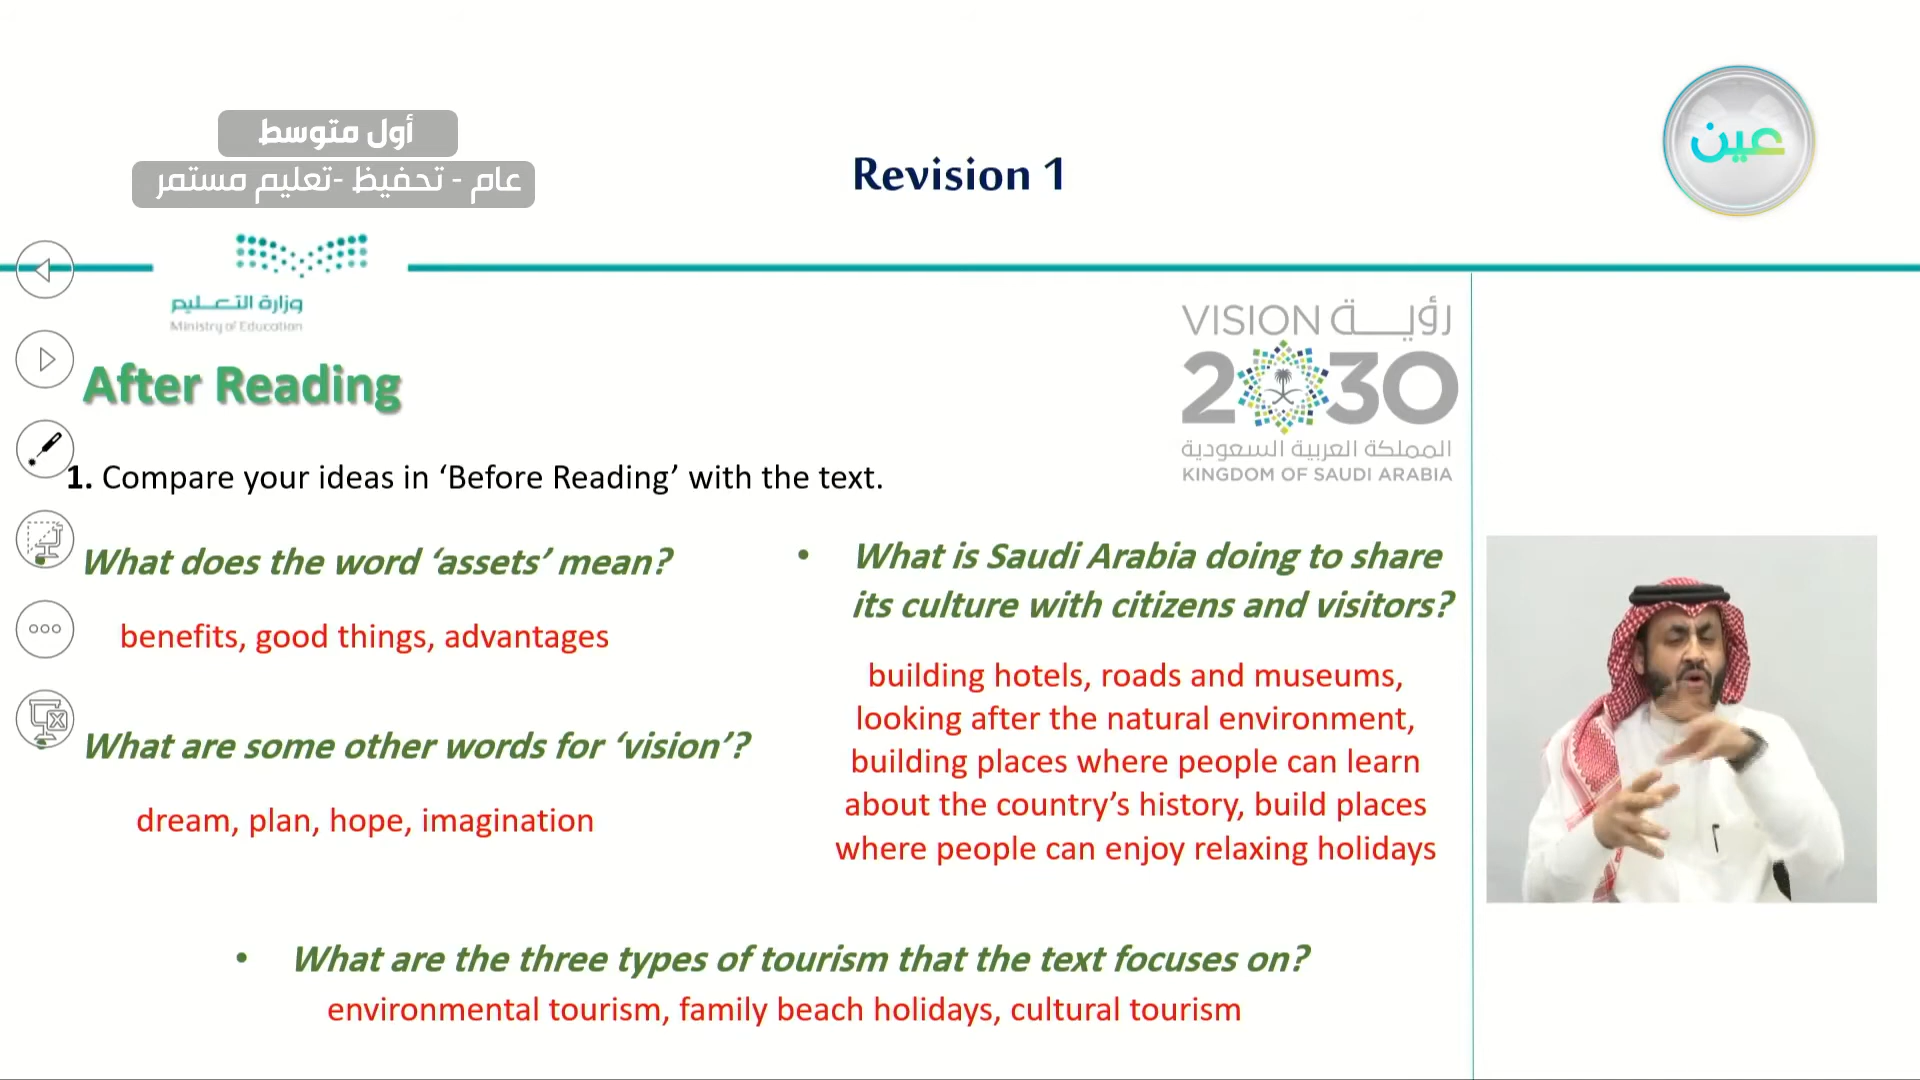 أول متوسط
عام - تحفيظ -تعليم مستمر
Revision 1
عين
وزارة التعليم
Ministry of Education
VISION رؤية
2030
المملكة العربية السعودية
KINGDOM OF SAUDI ARABIA
After Reading
1. Compare your ideas in ‘Before Reading’ with the text.
What does the word ‘assets’ mean?
benefits, good things, advantages
What are some other words for ‘vision’?
dream, plan, hope, imagination
• What is Saudi Arabia doing to share
its culture with citizens and visitors?
building hotels, roads and museums,
looking after the natural environment,
building places where people can learn
about the country’s history, build places
where people can enjoy relaxing holidays
• What are the three types of tourism that the text focuses on?
environmental tourism, family beach holidays, cultural tourism